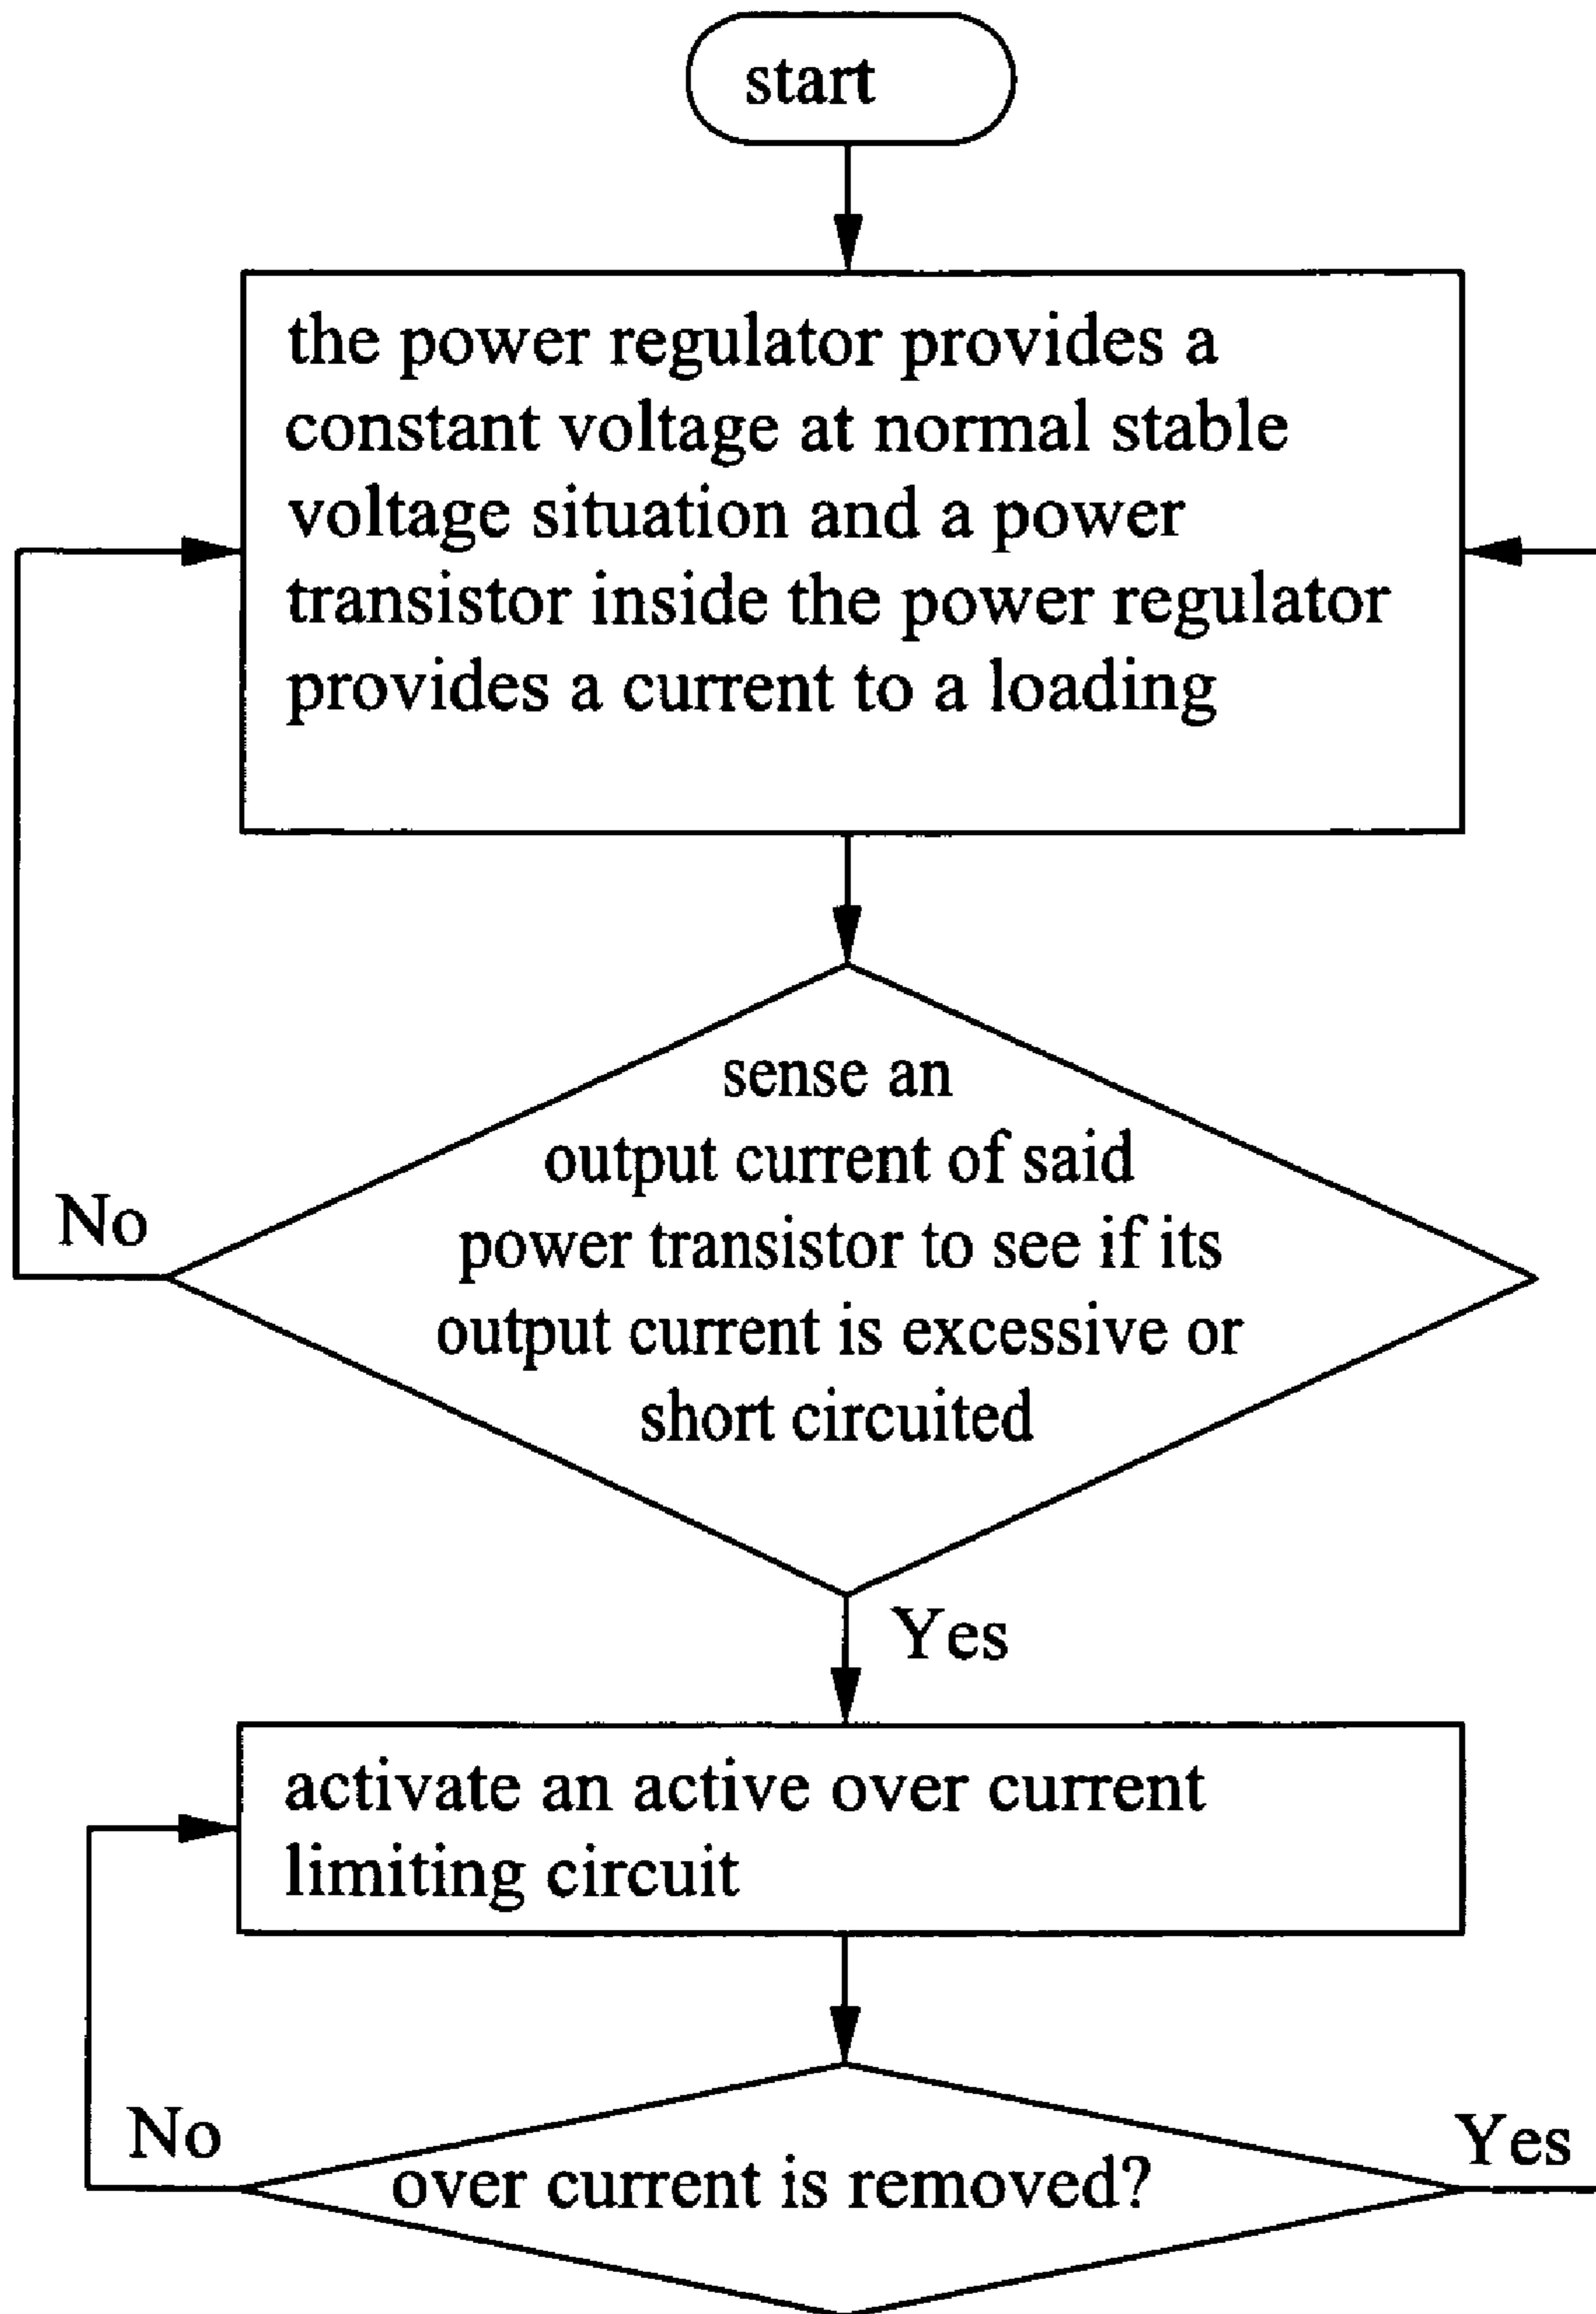 start
the power regulator provides a
constant voltage at normal stable
voltage situation and a power
transistor inside the power regulator
provides a current to a loading
sense an
output current of said
power transistor to see if its
output current is excessive or
short circuited
No
Yes
activate an active over current
limiting circuit
No
over current is removed?
Yes